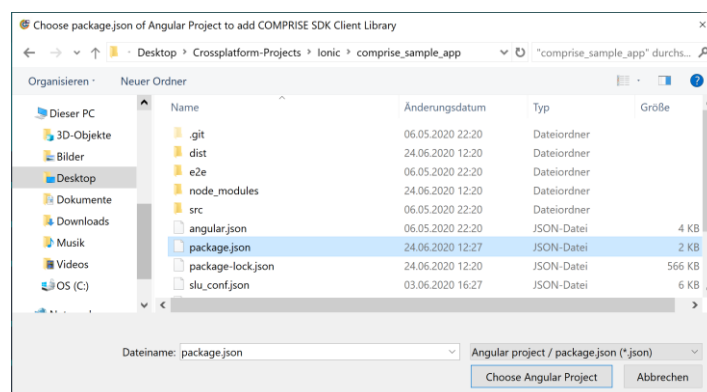 Choose package.json of Angular Project to add COMPRISE SDK Client Library
Desktop › Crossplatform-Projects › Ionic › comprise_sample_app
"comprise_sample_app" durchs...
Organisieren
Neuer Ordner
Name Änderungsdatum Typ Größe
Dieser PC
3D-Objekte
Bilder
Desktop
Dokumente
Downloads
Musik
Videos
OS (C:)
.git 06.05.2020 22:20 Dateiordner
dist 24.06.2020 12:20 Dateiordner
e2e 06.05.2020 22:20 Dateiordner
node_modules 24.06.2020 12:20 Dateiordner
src 06.05.2020 22:20 Dateiordner
angular.json 06.05.2020 22:20 JSON-Datei 4 KB
package.json 24.06.2020 12:27 JSON-Datei 2 KB
package-lock.json 24.06.2020 12:20 JSON-Datei 566 KB
slu_conf.json 03.06.2020 16:27 JSON-Datei 6 KB
Dateiname: package.json
Angular project / package.json (*.json)
Choose Angular Project
Abbrechen